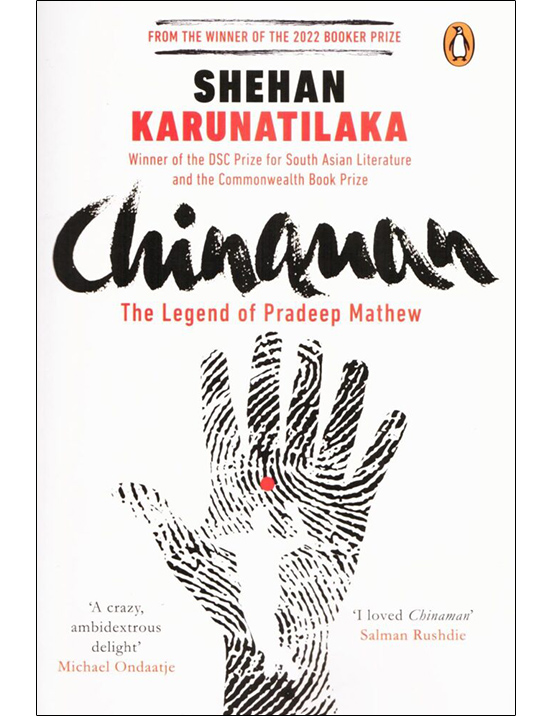 FROM THE WINNER OF THE 2022 BOOKER PRIZE
SHEHAN
KARUNATILAKA
Winner of the DSC Prize for South Asian Literature
and the Commonwealth Book Prize
Chinaman
The Legend of Pradeep Mathew
‘A crazy,
ambidextrous
delight’
Michael Ondaatje
‘I loved Chinaman’
Salman Rushdie